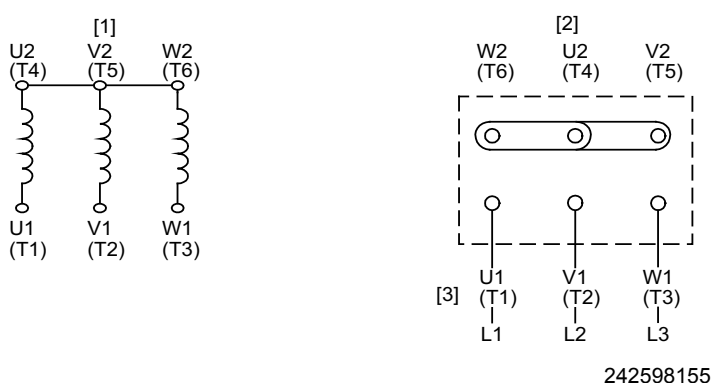 [1]
U2 V2 W2
(T4) (T5) (T6)
U1 V1 W1
(T1) (T2) (T3)
[2]
W2 U2 V2
(T6) (T4) (T5)
U1 V1 W1
[3] (T1) (T2) (T3)
L1 L2 L3
242598155